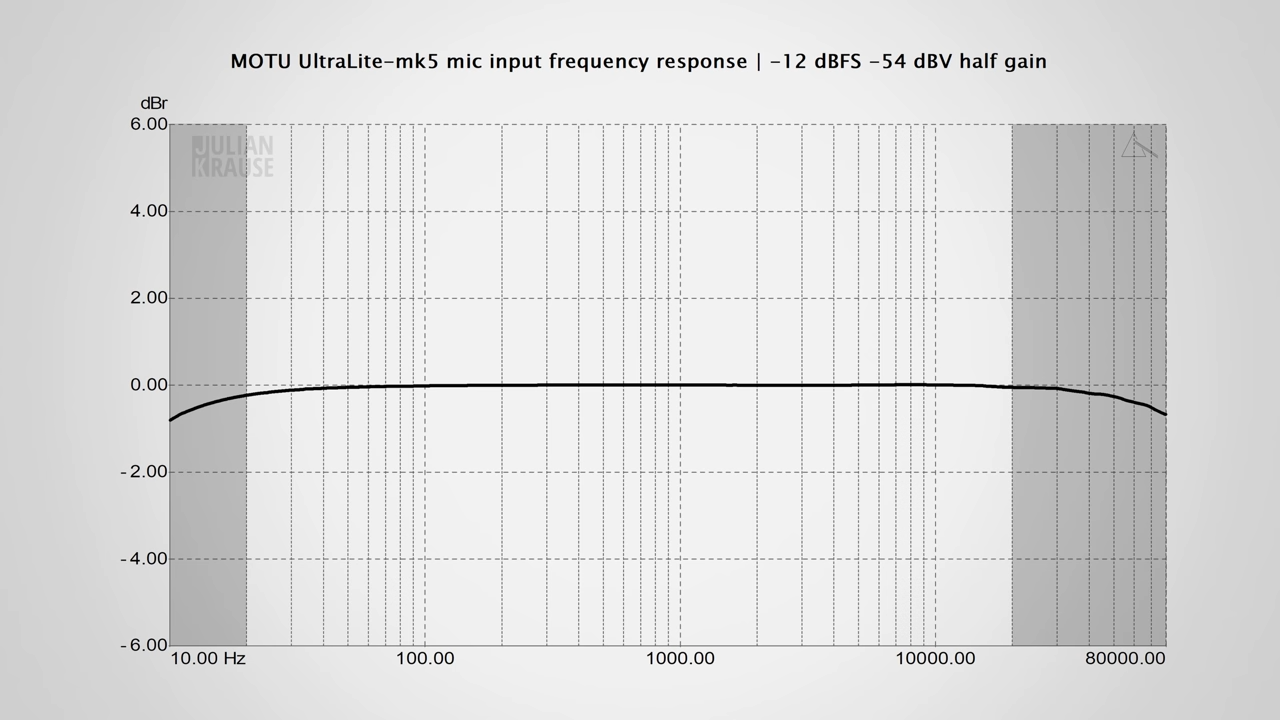 MOTU UltraLite-mk5 mic input frequency response | -12 dBFS -54 dBV half gain
dBr
6.00
JULIAN
KRAUSE
4.00
2.00
0.00
-2.00
-4.00
-6.00
10.00 Hz 100.00 1000.00 10000.00 80000.00